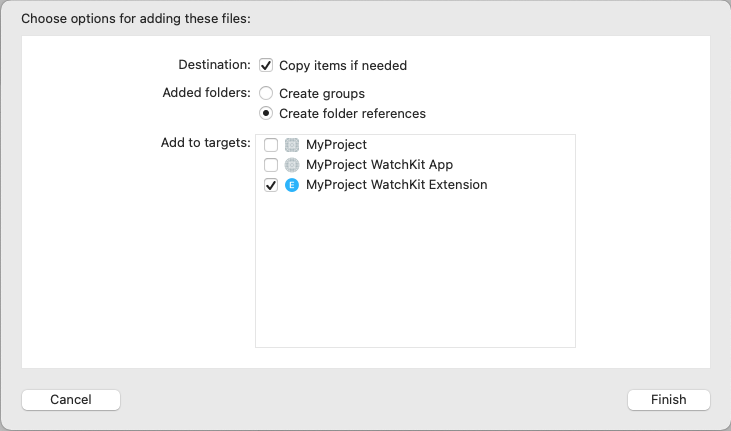 Choose options for adding these files:
Destination: Copy items if needed
Added folders: Create groups
Create folder references
Add to targets: MyProject
MyProject WatchKit App
E MyProject WatchKit Extension
Cancel Finish